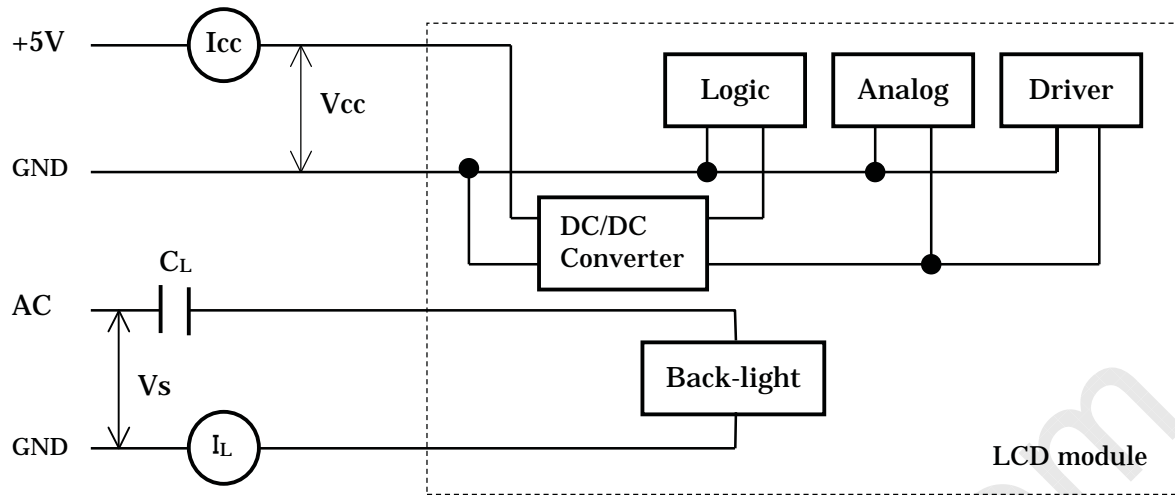 +5V
Icc
Vcc
GND
Logic
Analog
Driver
DC/DC
Converter
CL
AC
Vs
Back-light
GND
IL
LCD module
om